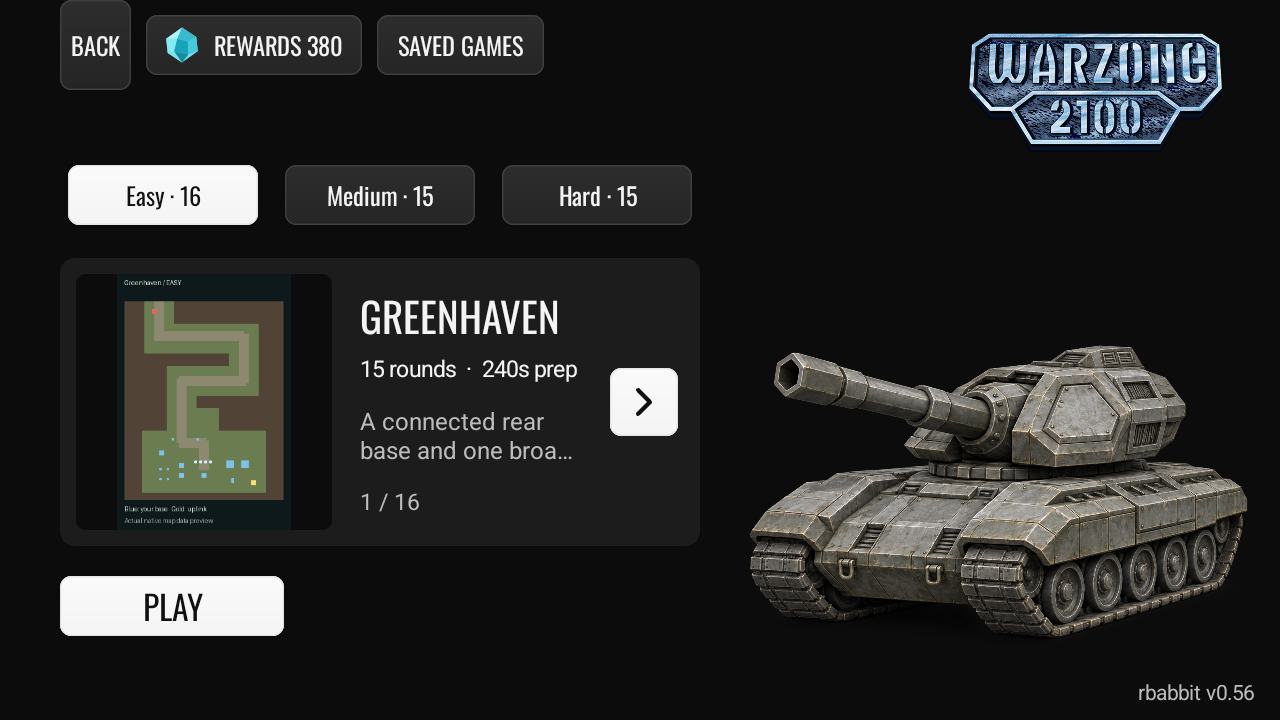 BACK
REWARDS 380
SAVED GAMES
WARZONE
2100
Easy · 16
Medium · 15
Hard · 15
Greenhaven / EASY
Blue: your base  Gold: uplink
Actual native map data preview
GREENHAVEN
15 rounds · 240s prep
A connected rear
base and one broa...
1 / 16
PLAY
rbabbit v0.56